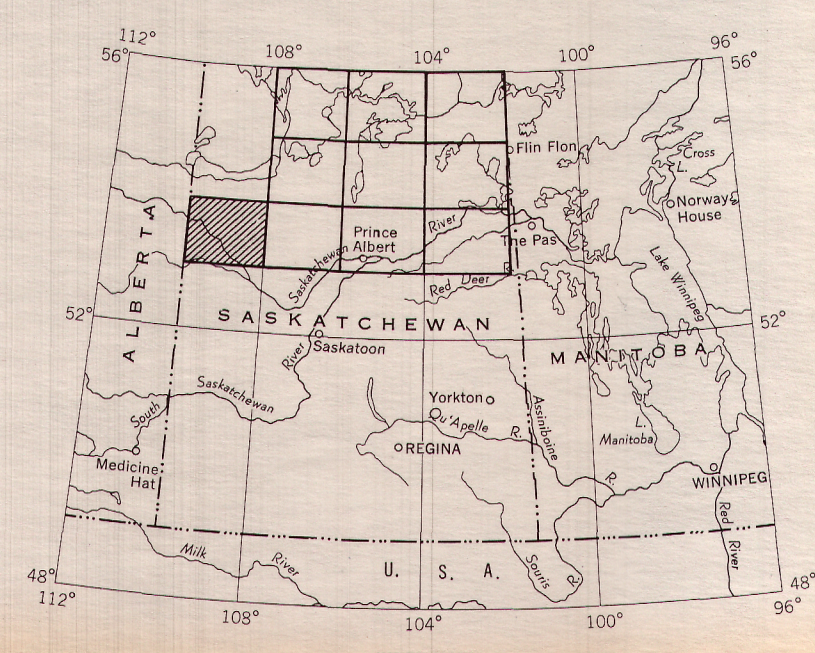 112°
56°
108°
104°
100°
96°
56°
Flin Flon
Cross
L.
Norway
House
ALBERTA
Prince
Albert
River
Saskatchewan
The Pas
Lake Winnipeg
Red Deer
R.
52°
SASKATCHEWAN
52°
River
Saskatoon
MANITOBA
Saskatchewan
South
Yorkton
Qu'Apelle
R.
Assiniboine
L.
Manitoba
Medicine
Hat
REGINA
R.
WINNIPEG
Red
River
Milk
River
U. S. A.
Souris
R.
48°
112°
108°
104°
100°
48°
96°